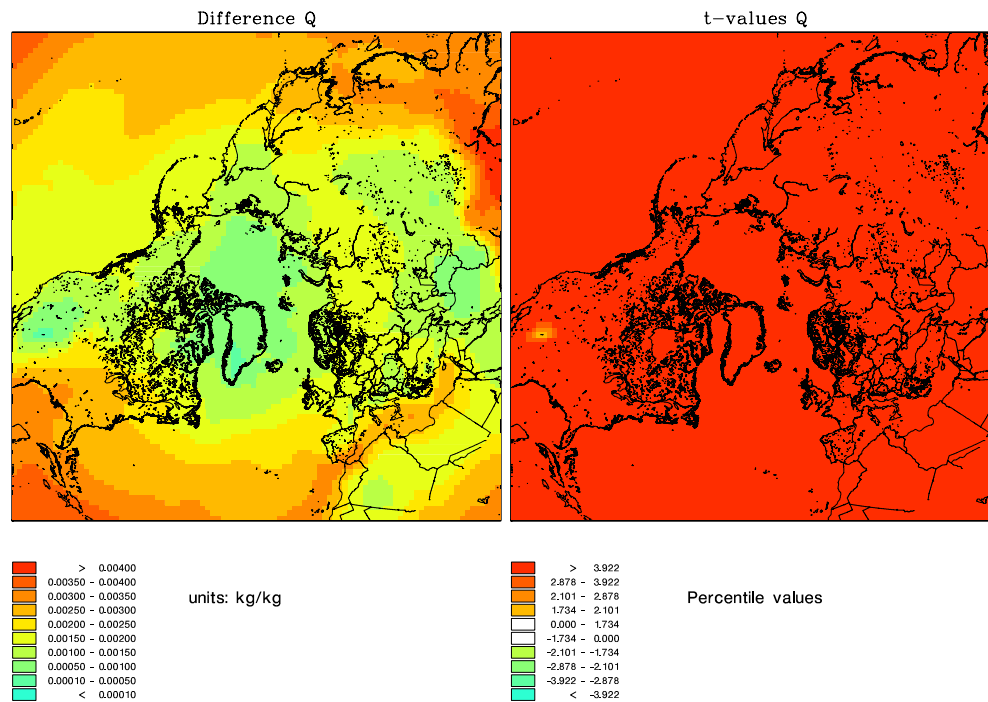 Difference Q
t-values Q
> 0.00400
0.00350 - 0.00400
0.00300 - 0.00350
0.00250 - 0.00300
0.00200 - 0.00250
0.00150 - 0.00200
0.00100 - 0.00150
0.00050 - 0.00100
0.00010 - 0.00050
< 0.00010
units: kg/kg
> 3.922
2.878 - 3.922
2.101 - 2.878
1.734 - 2.101
0.000 - 1.734
-1.734 - 0.000
-2.101 - -1.734
-2.878 - -2.101
-3.922 - -2.878
< -3.922
Percentile values